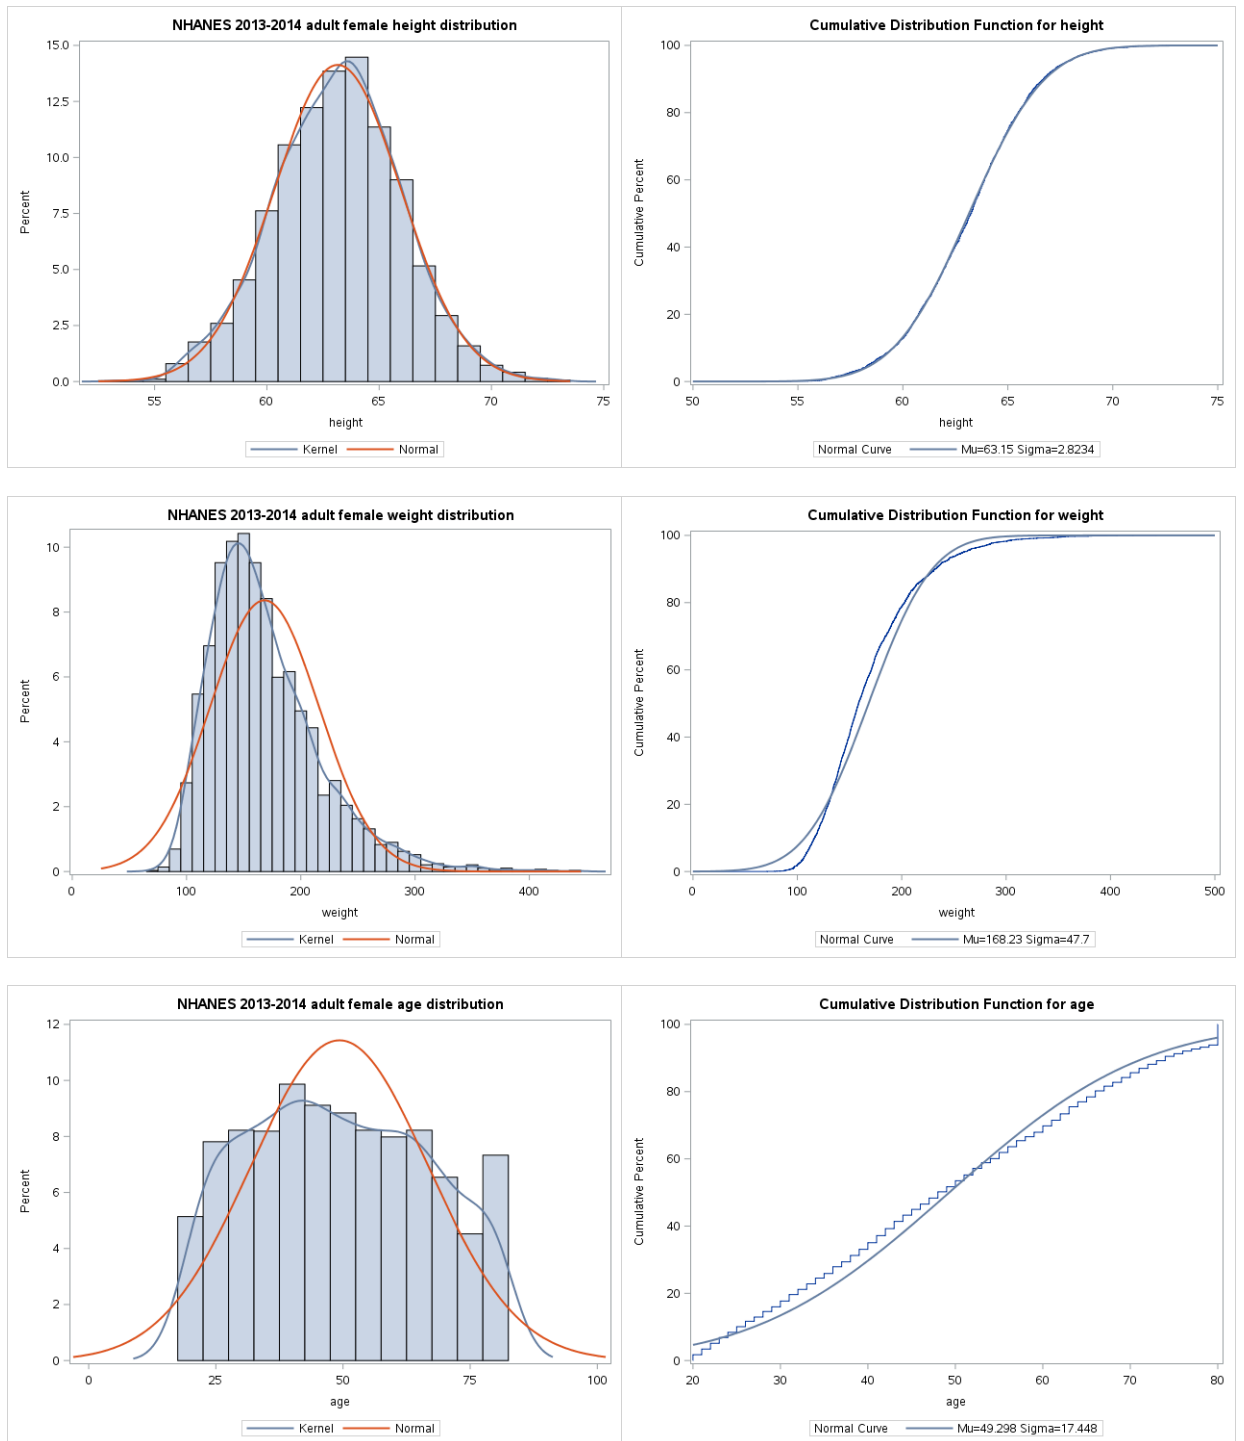 NHANES 2013-2014 adult female height distribution
15.0
12.5
10.0
7.5
5.0
2.5
0.0
Percent
55 60 65 70 75
height
Kernel Normal
Cumulative Distribution Function for height
100
80
60
40
20
0
Cumulative Percent
50 55 60 65 70 75
height
Normal Curve Mu=63.15 Sigma=2.8234
NHANES 2013-2014 adult female weight distribution
10
8
6
4
2
0
Percent
0 100 200 300 400
weight
Kernel Normal
Cumulative Distribution Function for weight
100
80
60
40
20
0
Cumulative Percent
0 100 200 300 400 500
weight
Normal Curve Mu=168.23 Sigma=47.7
NHANES 2013-2014 adult female age distribution
12
10
8
6
4
2
0
Percent
0 25 50 75 100
age
Kernel Normal
Cumulative Distribution Function for age
100
80
60
40
20
0
Cumulative Percent
20 30 40 50 60 70 80
age
Normal Curve Mu=49.298 Sigma=17.448